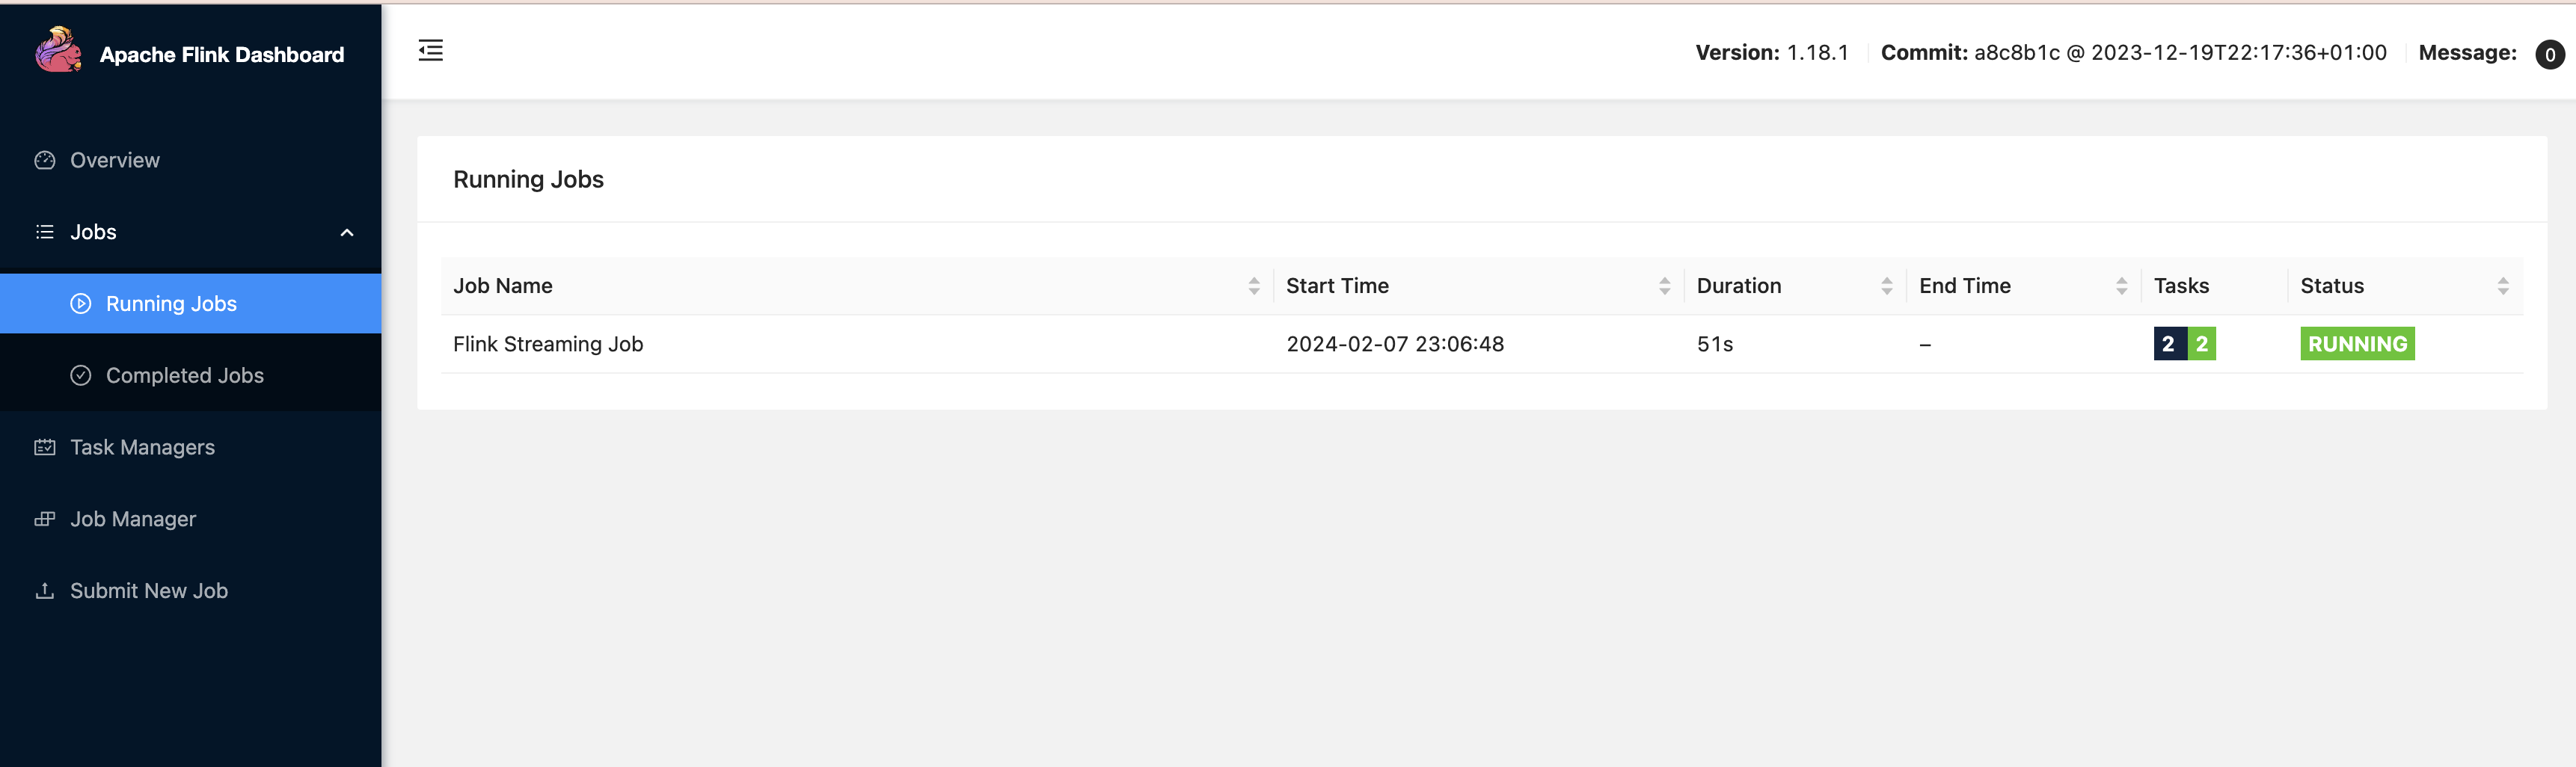 Apache Flink Dashboard
Version: 1.18.1 Commit: a8c8b1c @ 2023-12-19T22:17:36+01:00 Message: 0
Overview
Jobs
Running Jobs
Completed Jobs
Task Managers
Job Manager
Submit New Job
Running Jobs
Job Name Start Time Duration End Time Tasks Status
Flink Streaming Job 2024-02-07 23:06:48 51s – 2 2 RUNNING